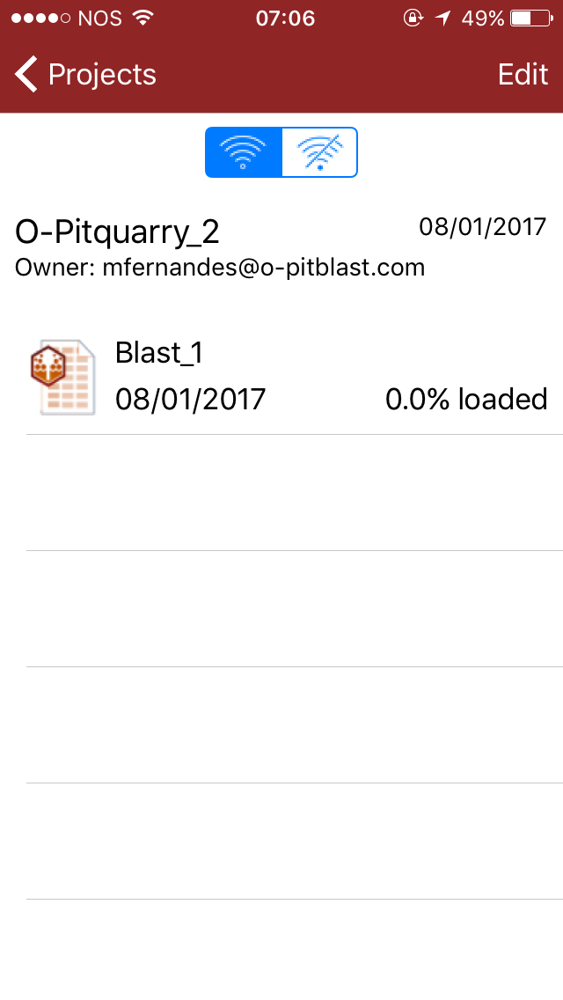 NOS 07:06 49%
Projects Edit
O-Pitquarry_2 08/01/2017
Owner: mfernandes@o-pitblast.com
Blast_1
08/01/2017 0.0% loaded